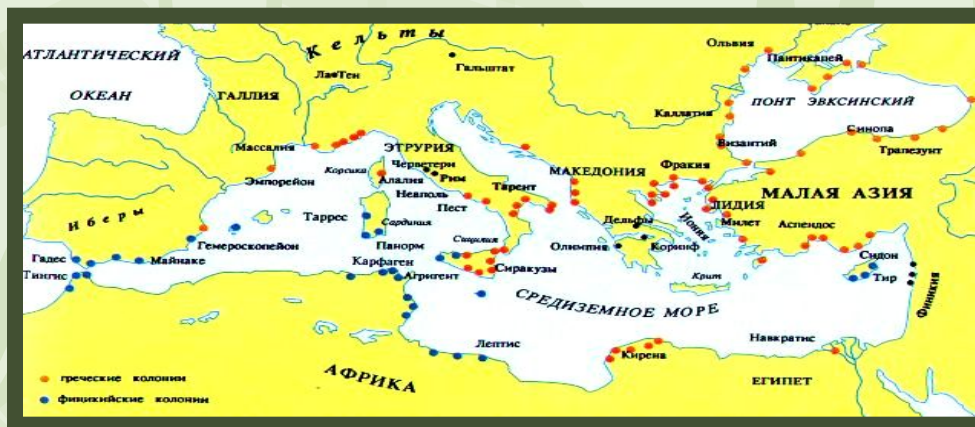 Кельты
АТЛАНТИЧЕСКИЙ
ОКЕАН
Ла-Тен
Гальштат
ГАЛЛИЯ
Ольвия
Пантикапей
ПОНТ ЭВКСИНСКИЙ
Каллатия
Массалия
ЭТРУРИЯ
Византий
Синопа
Трапезунт
Эмпорейон
Корсика
Черветери
Рим
Алалия
Неаполь
Тарент
МАКЕДОНИЯ
Фракия
МАЛАЯ АЗИЯ
Иберы
Таррес
Сардиния
Пест
Дельфы
Иония
ЛИДИЯ
Милет
Аспендос
Гемероскопейон
Панорм
Сицилия
Олимпия
Коринф
Гадес
Майнаке
Карфаген
Агригент
Сиракузы
Крит
Сидон
Тингис
Тир
Финикия
СРЕДИЗЕМНОЕ МОРЕ
Лептис
Кирена
Навкратис
АФРИКА
ЕГИПЕТ
греческие колонии
фицикийские колонии